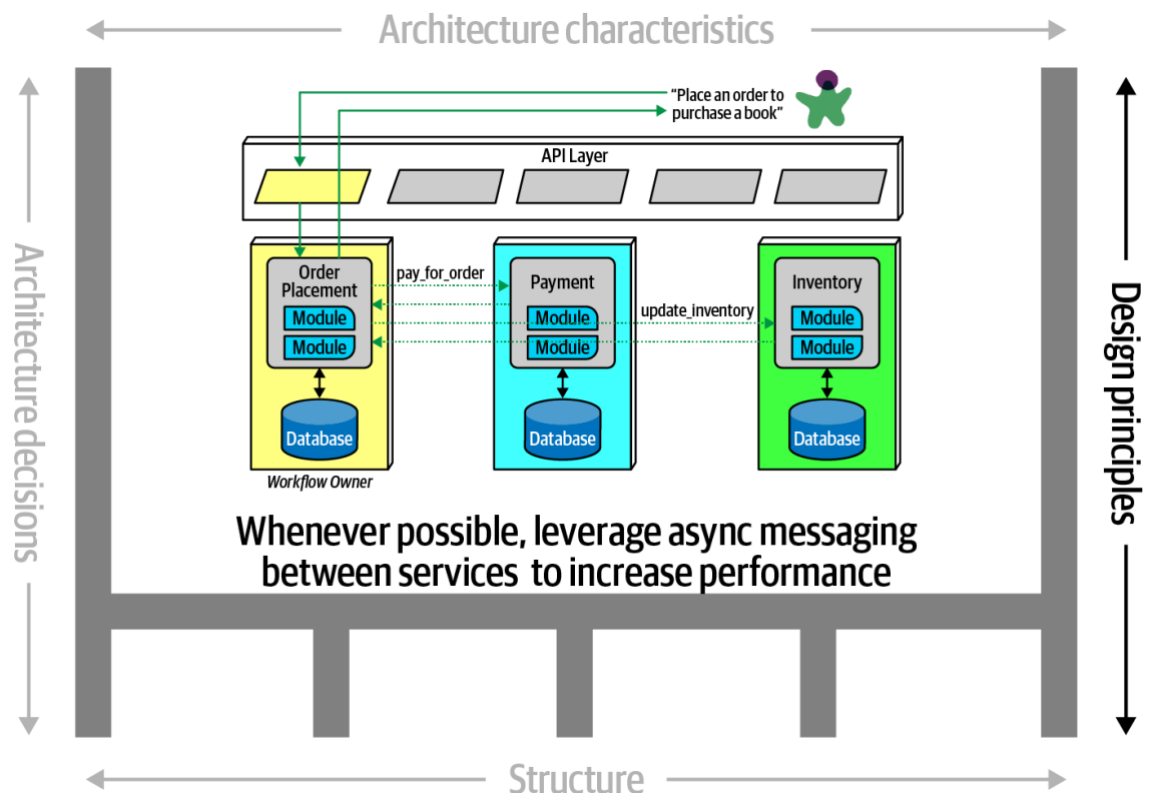 Architecture characteristics
"Place an order to
purchase a book"
API Layer
Architecture decisions
Order
Placement
Module
Module
Database
Workflow Owner
pay_for_order
Payment
Module
Module
Database
update_inventory
Inventory
Module
Module
Database
Design principles
Whenever possible, leverage async messaging
between services to increase performance
Structure